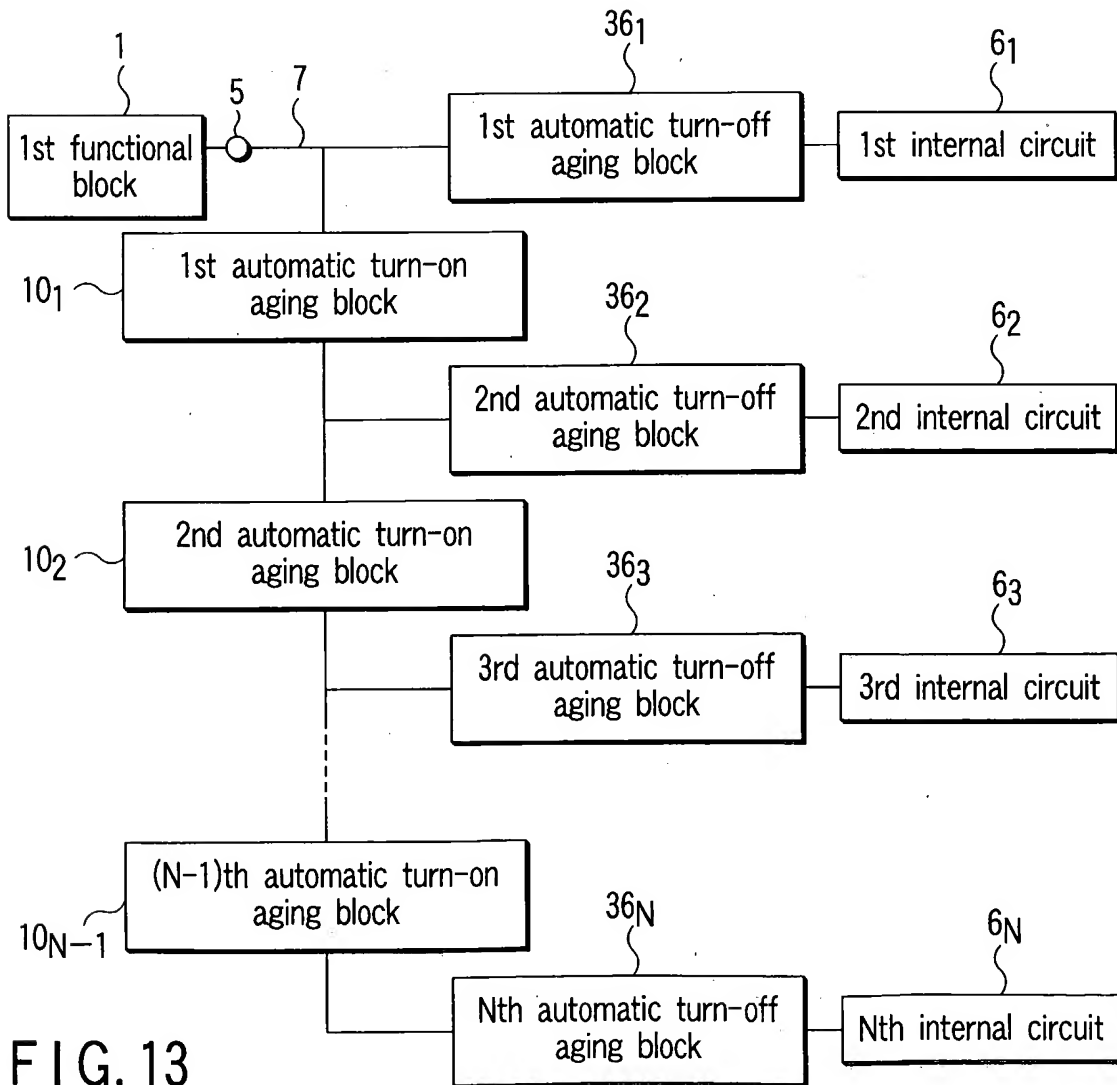 1
5
7
36₁
6₁
1st functional
block
1st automatic turn-off
aging block
1st internal circuit
10₁
1st automatic turn-on
aging block
36₂
6₂
2nd automatic turn-off
aging block
2nd internal circuit
10₂
2nd automatic turn-on
aging block
36₃
6₃
3rd automatic turn-off
aging block
3rd internal circuit
10N-1
(N-1)th automatic turn-on
aging block
36N
6N
Nth automatic turn-off
aging block
Nth internal circuit
FIG. 13